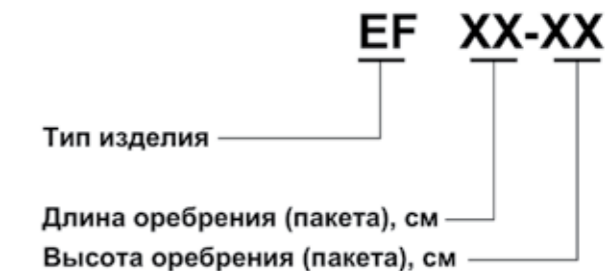 EF XX-XX
Тип изделия
Длина оребрения (пакета), см
Высота оребрения (пакета), см